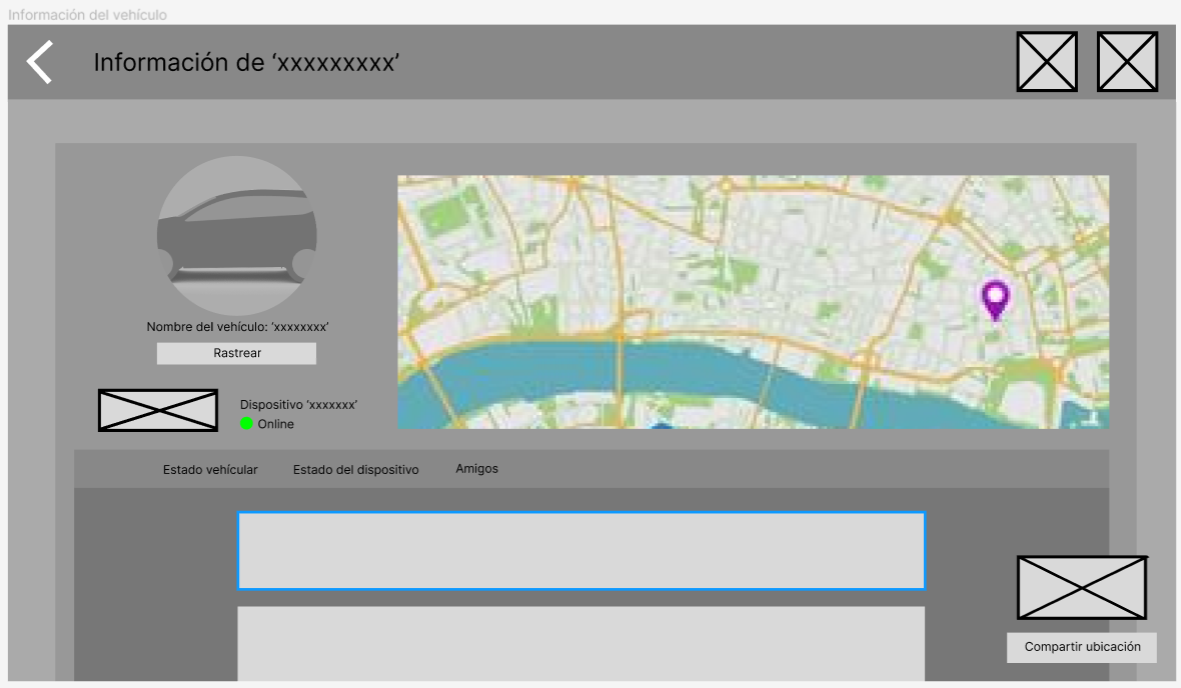 Información del vehículo
Información de ‘xxxxxxxxx’
Nombre del vehículo: ‘xxxxxxxx’
Rastrear
Dispositivo ‘xxxxxxx’
Online
Estado vehícular
Estado del dispositivo
Amigos
Compartir ubicación